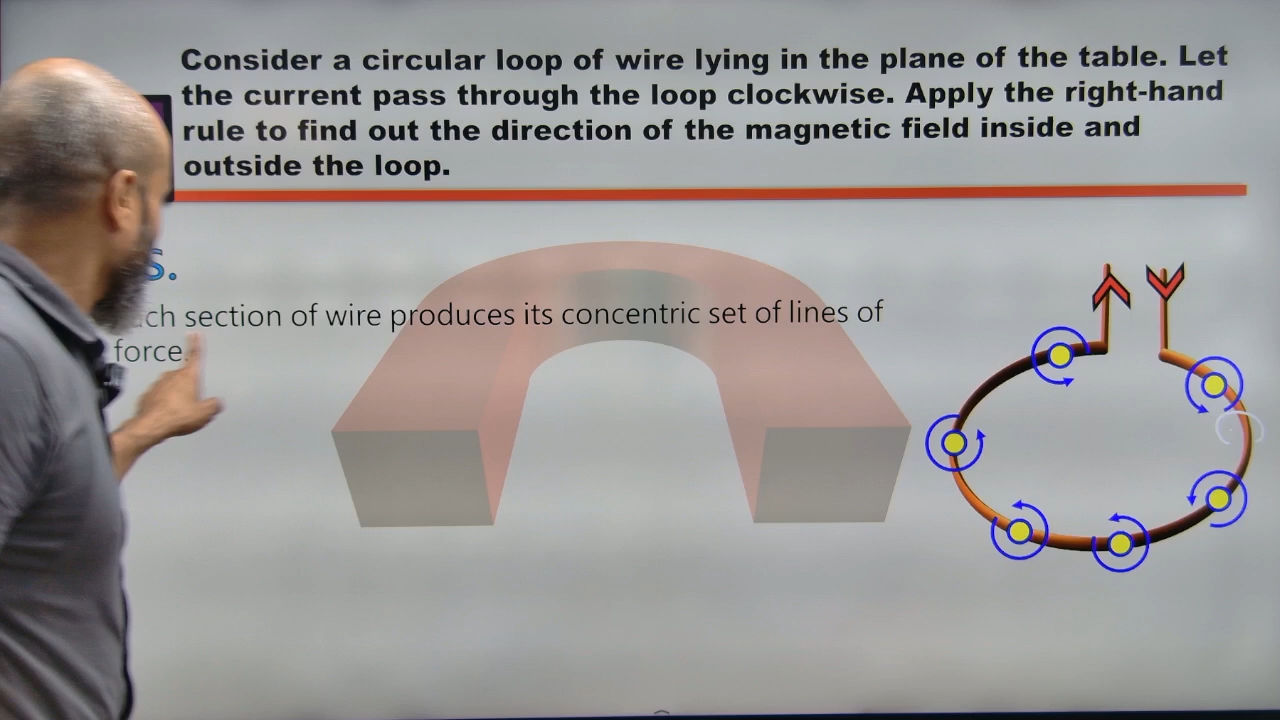 Consider a circular loop of wire lying in the plane of the table. Let
the current pass through the loop clockwise. Apply the right-hand
rule to find out the direction of the magnetic field inside and
outside the loop.
s.
section of wire produces its concentric set of lines of
force.